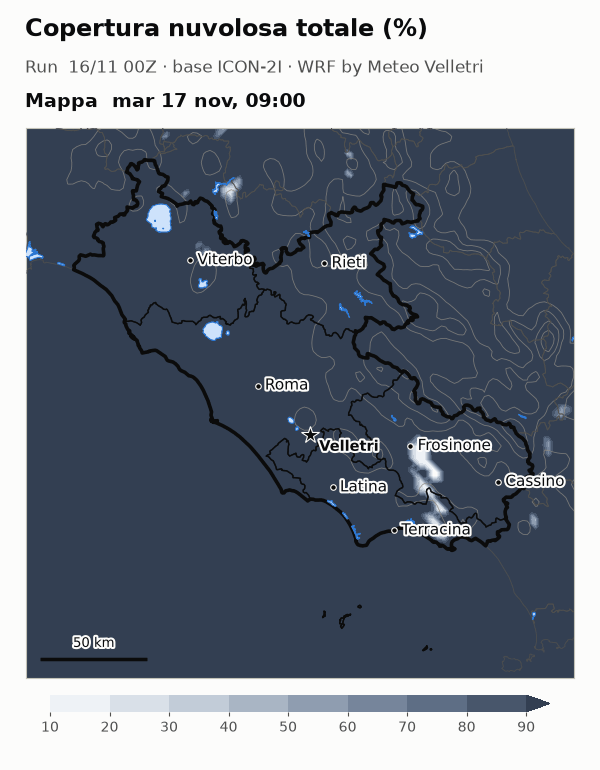 Copertura nuvolosa totale (%)
Run 16/11 00Z · base ICON-2I · WRF by Meteo Velletri
Mappa mar 17 nov, 09:00
Viterbo
Rieti
Roma
Velletri
Frosinone
Cassino
Latina
Terracina
50 km
10 20 30 40 50 60 70 80 90